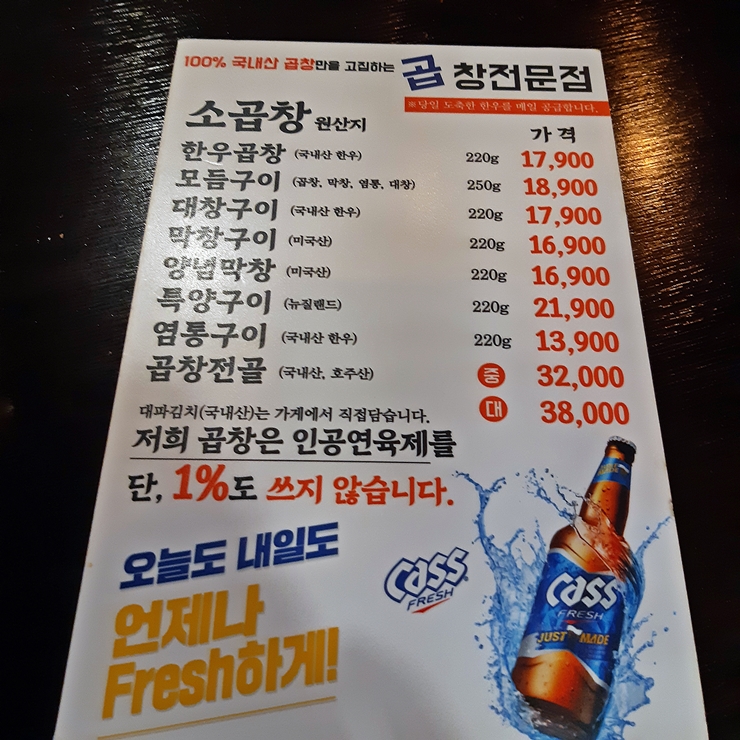 100% 국내산 곱창만을 고집하는 곱 창전문점
※당일 도축한 한우를 매일 공급합니다.
소곱창 원산지 가 격
한우곱창 (국내산 한우) 220g 17,900
모듬구이 (곱창, 막창, 염통, 대창) 250g 18,900
대창구이 (국내산 한우) 220g 17,900
막창구이 (미국산) 220g 16,900
양념막창 (미국산) 220g 16,900
특양구이 (뉴질랜드) 220g 21,900
염통구이 (국내산 한우) 220g 13,900
곱창전골 (국내산, 호주산) 중 32,000
대 38,000
대파김치(국내산)는 가게에서 직접담습니다.
저희 곱창은 인공연육제를
단, 1%도 쓰지 않습니다.
오늘도 내일도
언제나
Fresh하게!
Cass
FRESH
Cass
FRESH
JUST MADE